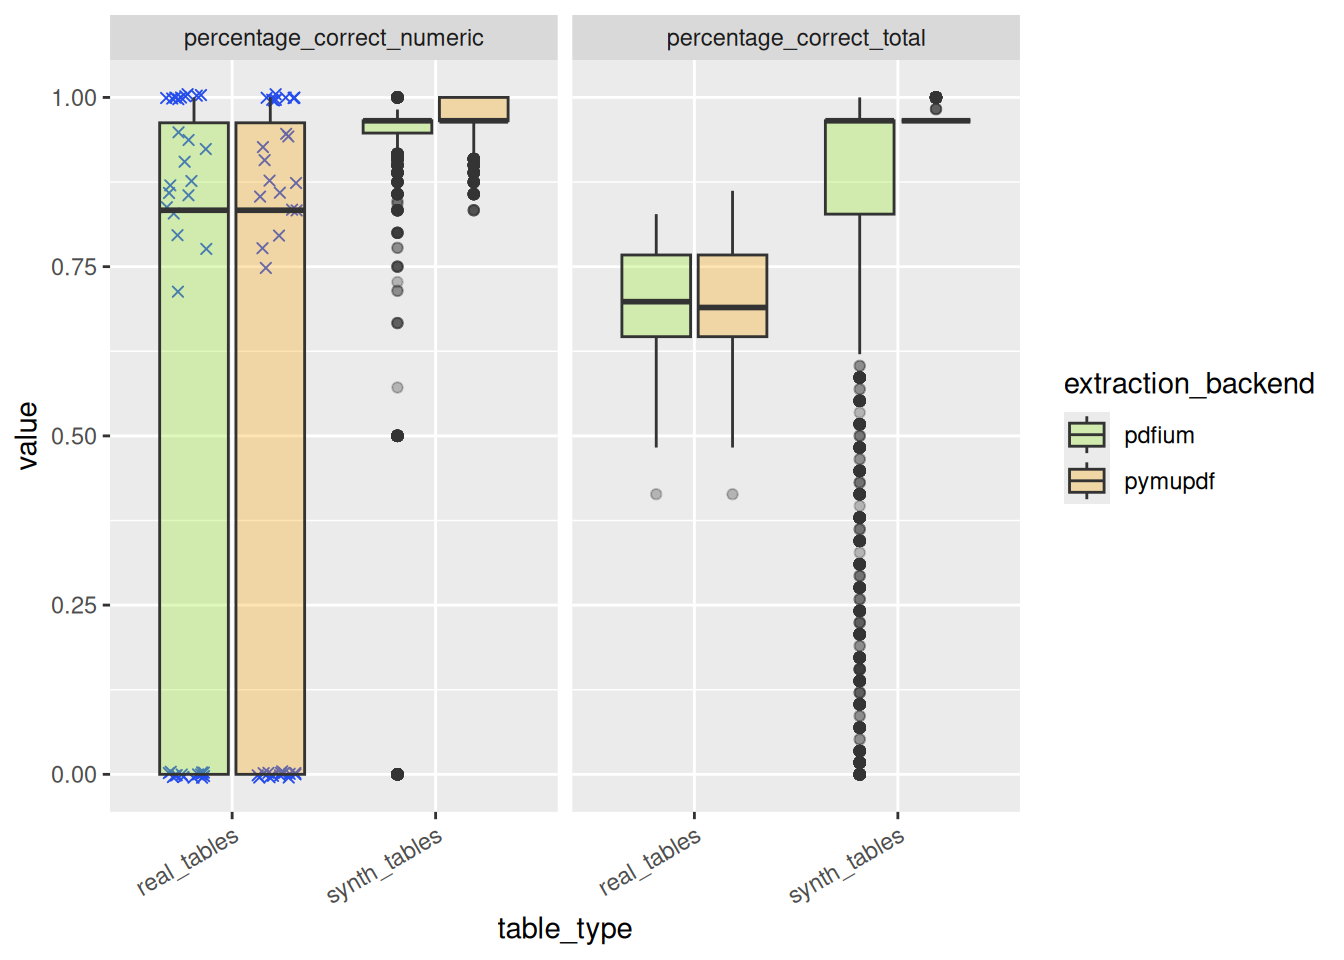 percentage_correct_numeric
percentage_correct_total
1.00
0.75
0.50
0.25
0.00
value
real_tables
synth_tables
real_tables
synth_tables
table_type
extraction_backend
pdfium
pymupdf